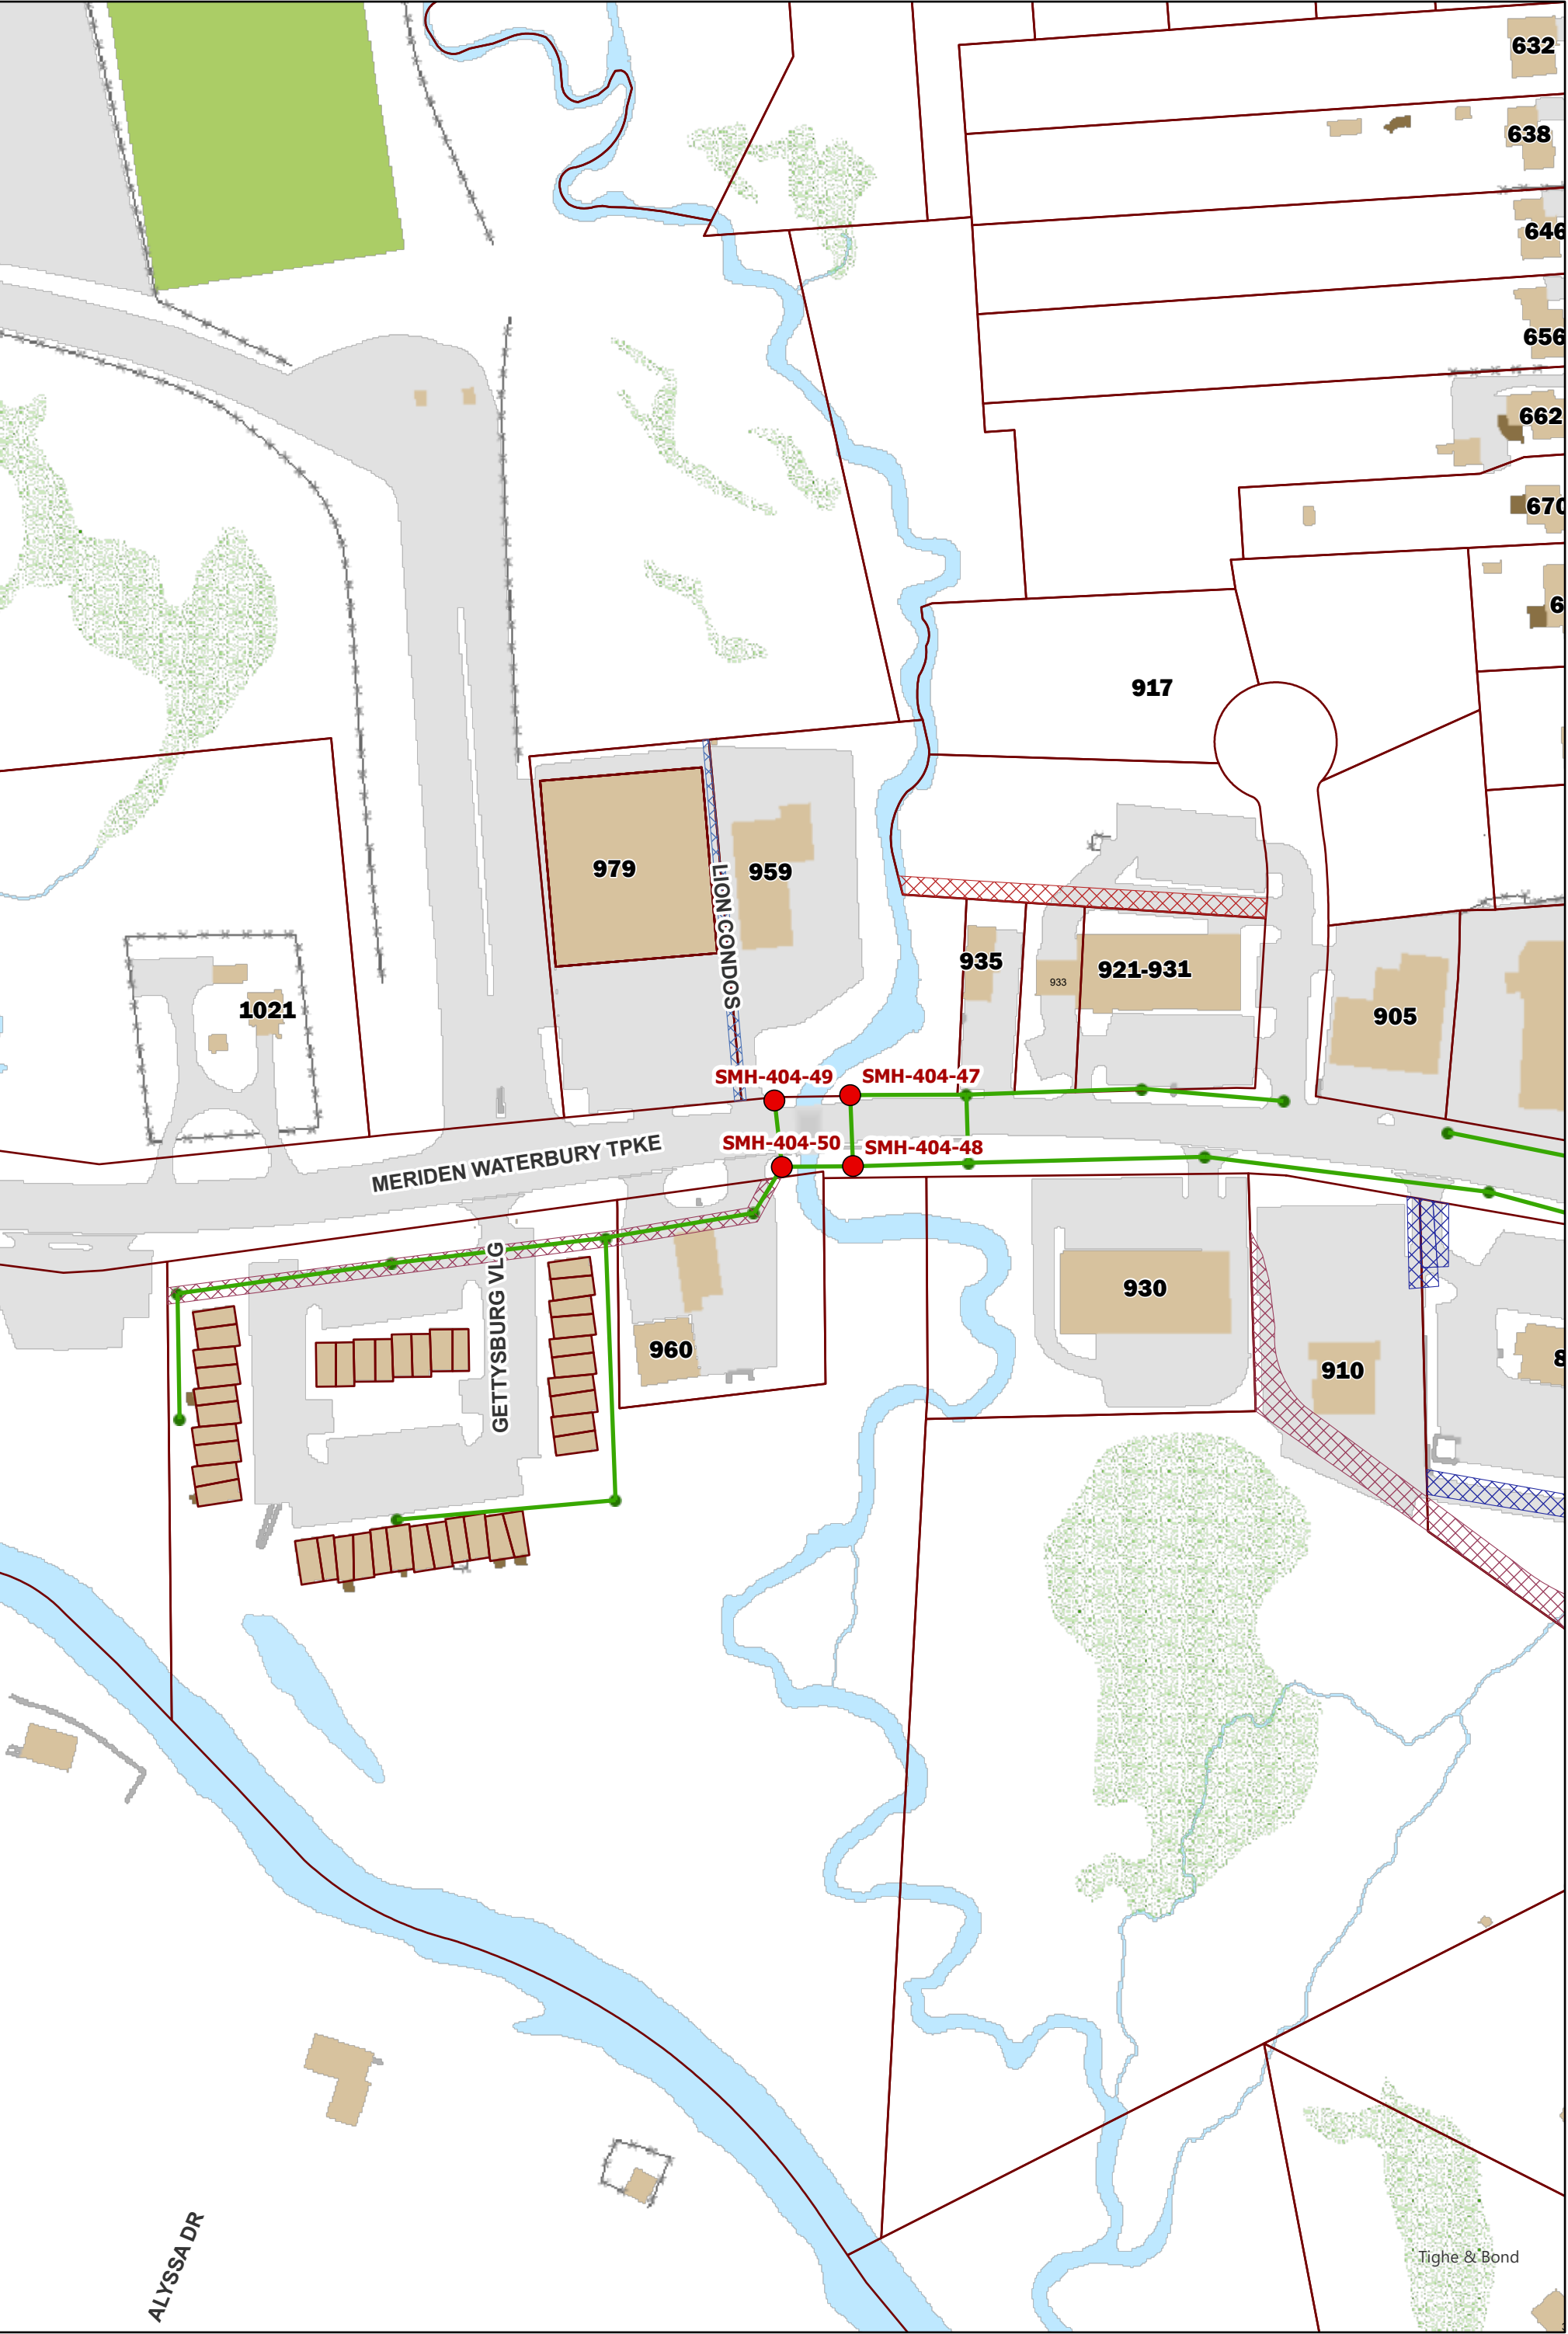 632
638
646
656
662
670
917
979
959
LION CONDOS
935
933
921-931
905
1021
SMH-404-49
SMH-404-47
SMH-404-50
SMH-404-48
MERIDEN WATERBURY TPKE
GETTYSBURG VLG
960
930
910
ALYSSA DR
Tighe & Bond